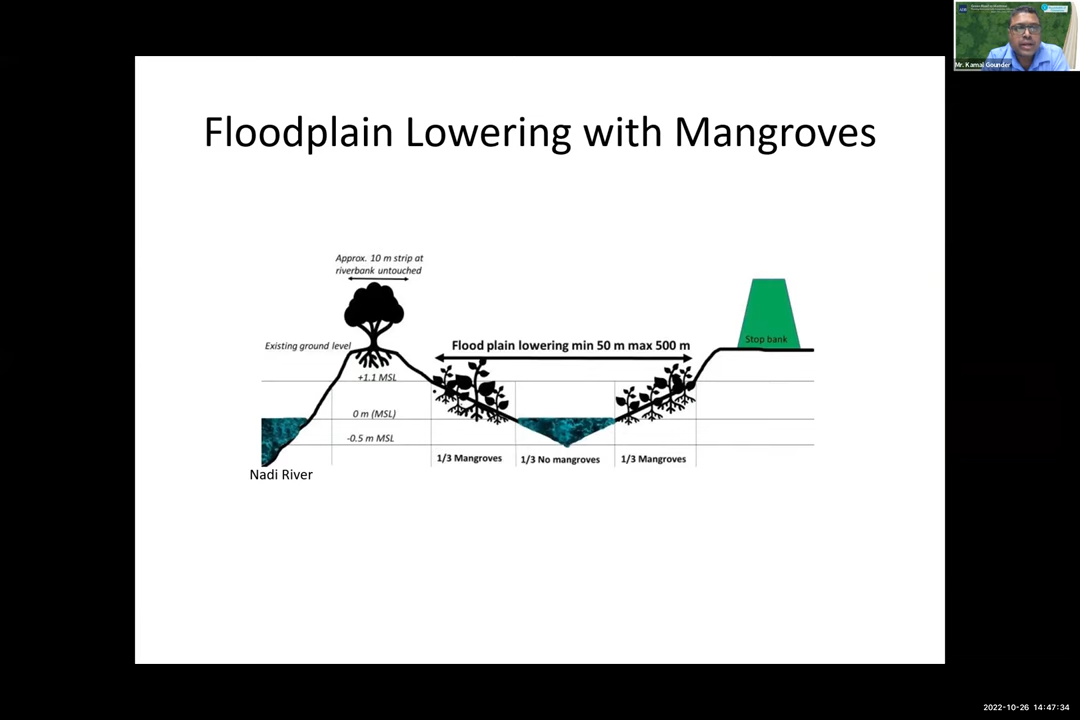 Mr. Kamal Gounder
Floodplain Lowering with Mangroves
Approx. 10 m strip at
riverbank untouched
Existing ground level
Flood plain lowering min 50 m max 500 m
Stop bank
+1.1 MSL
0 m (MSL)
-0.5 m MSL
1/3 Mangroves
1/3 No mangroves
1/3 Mangroves
Nadi River
2022-10-26 14:47:34